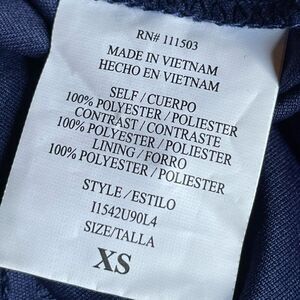 RN# 111503
MADE IN VIETNAM
HECHO EN VIETNAM
SELF / CUERPO
100% POLYESTER / POLIESTER
CONTRAST / CONTRASTE
100% POLYESTER / POLIESTER
LINING / FORRO
100% POLYESTER / POLIESTER
STYLE / ESTILO
I1542U90L4
SIZE/TALLA
XS